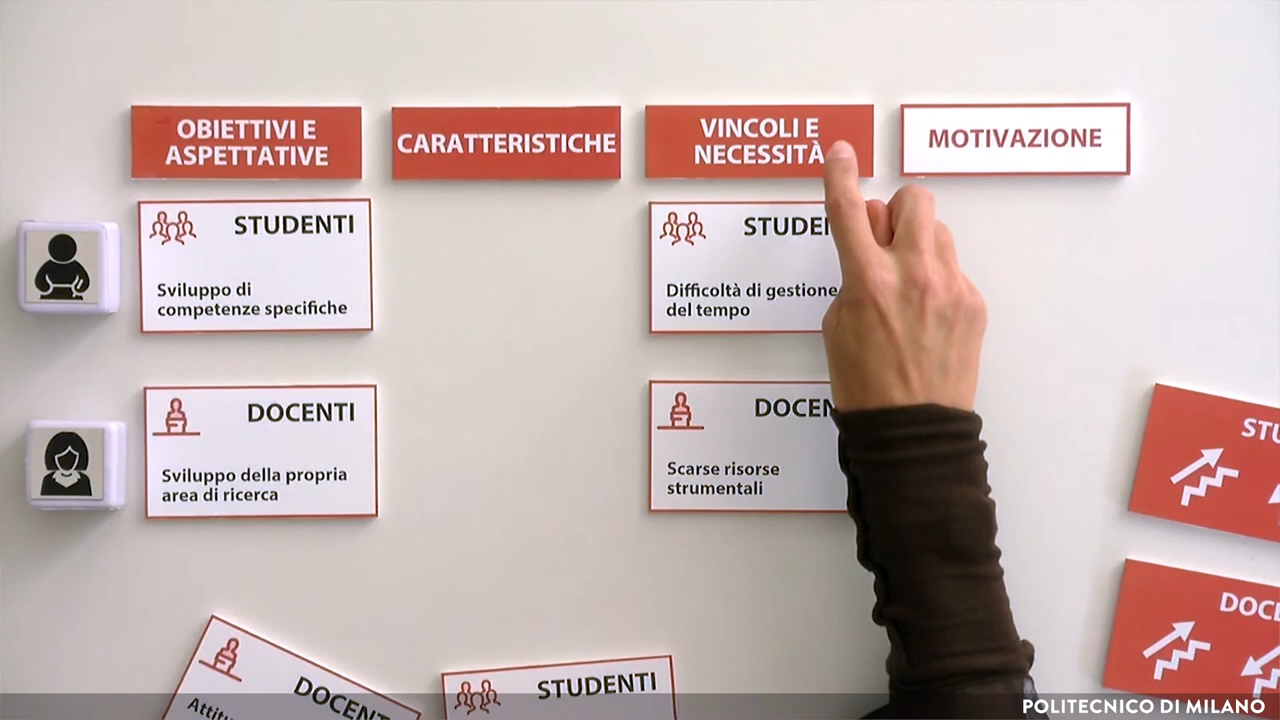 OBIETTIVI E
ASPETTATIVE
CARATTERISTICHE
VINCOLI E
NECESSITÀ
MOTIVAZIONE
STUDENTI
Sviluppo di
competenze specifiche
Difficoltà di gestione
del tempo
DOCENTI
Sviluppo della propria
area di ricerca
Scarse risorse
strumentali
STUDENTI
POLITECNICO DI MILANO